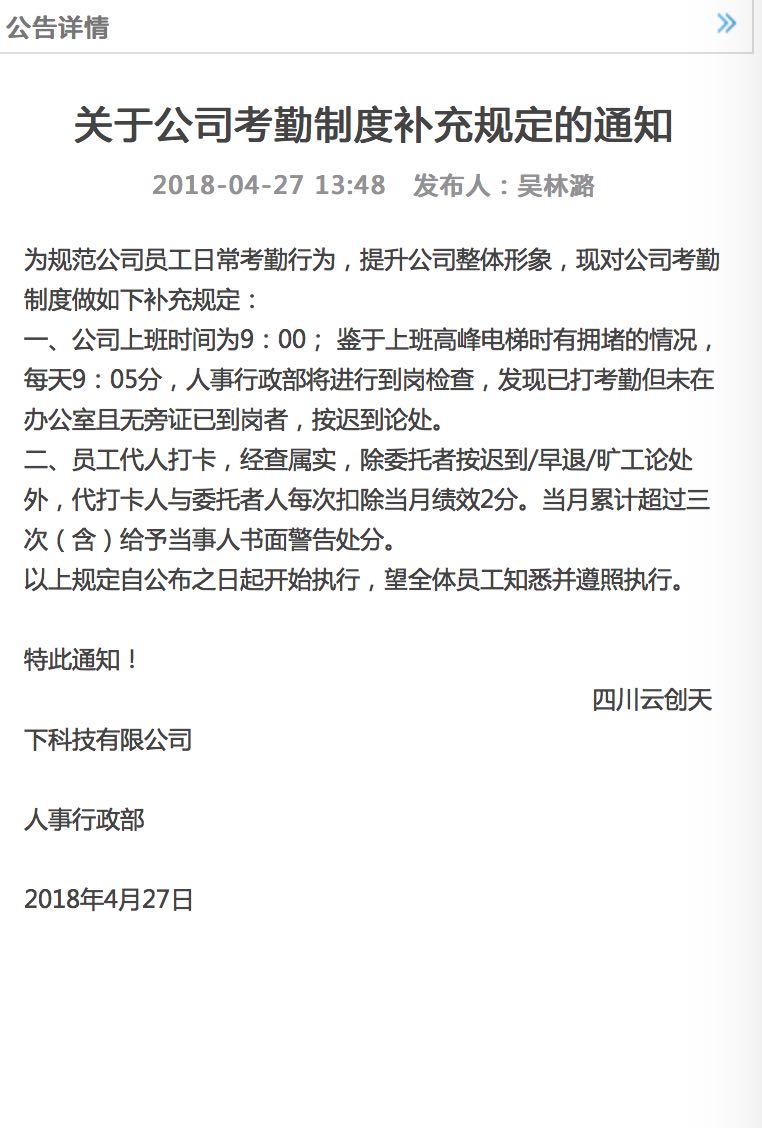 公告详情
关于公司考勤制度补充规定的通知
2018-04-27 13:48 发布人：吴林潞
为规范公司员工日常考勤行为，提升公司整体形象，现对公司考勤
制度做如下补充规定：
一、公司上班时间为9：00； 鉴于上班高峰电梯时有拥堵的情况，
每天9：05分，人事行政部将进行到岗检查，发现已打考勤但未在
办公室且无旁证已到岗者，按迟到论处。
二、员工代人打卡，经查属实，除委托者按迟到/早退/旷工论处
外，代打卡人与委托者人每次扣除当月绩效2分。当月累计超过三
次（含）给予当事人书面警告处分。
以上规定自公布之日起开始执行，望全体员工知悉并遵照执行。
特此通知！
四川云创天
下科技有限公司
人事行政部
2018年4月27日